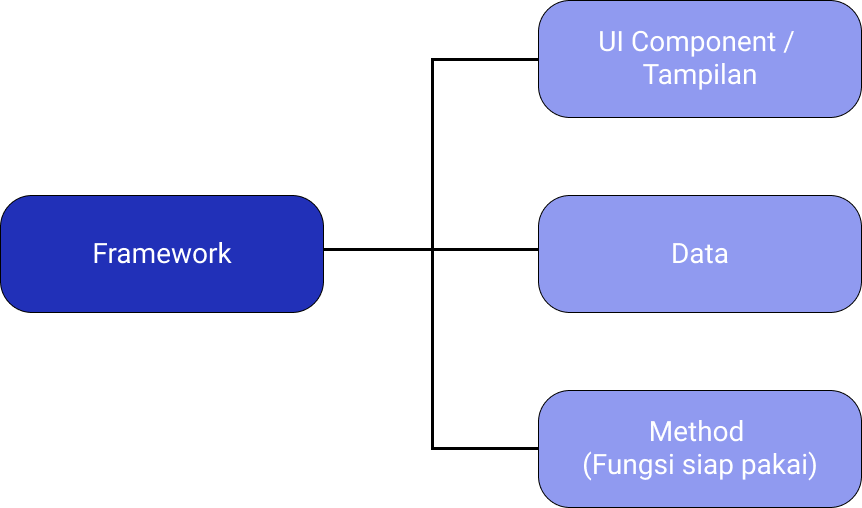 UI Component /
Tampilan
Framework
Data
Method
(Fungsi siap pakai)